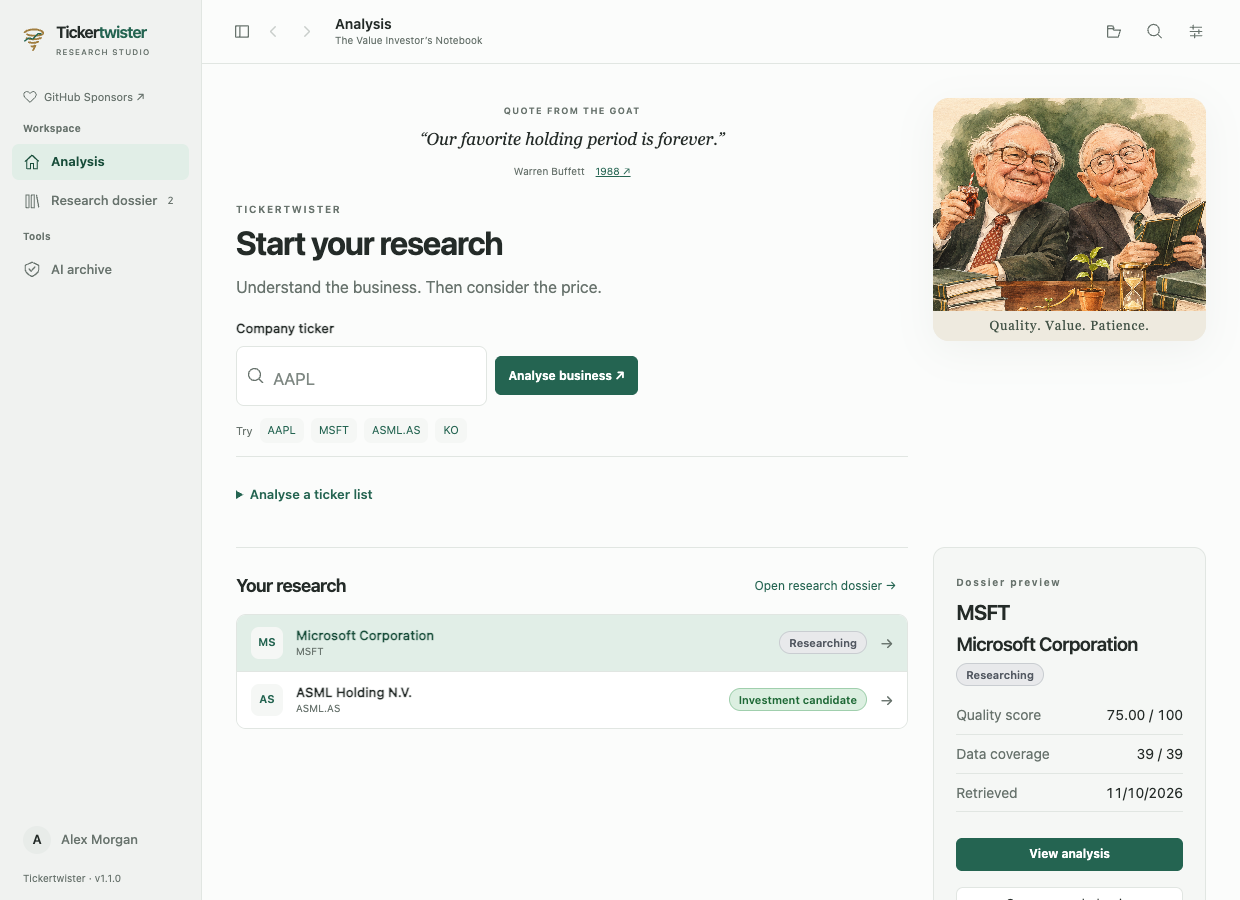 Tickertwister
RESEARCH STUDIO
GitHub Sponsors ↗
Workspace
Analysis
Research dossier 2
Tools
AI archive
A Alex Morgan
Tickertwister · v1.1.0
Analysis
The Value Investor's Notebook
QUOTE FROM THE GOAT
“Our favorite holding period is forever.”
Warren Buffett 1988 ↗
TICKERTWISTER
Start your research
Understand the business. Then consider the price.
Company ticker
AAPL
Analyse business ↗
Try AAPL MSFT ASML.AS KO
Analyse a ticker list
Quality. Value. Patience.
Your research
Open research dossier →
MS Microsoft Corporation
MSFT
Researching →
AS ASML Holding N.V.
ASML.AS
Investment candidate →
Dossier preview
MSFT
Microsoft Corporation
Researching
Quality score 75.00 / 100
Data coverage 39 / 39
Retrieved 11/10/2026
View analysis